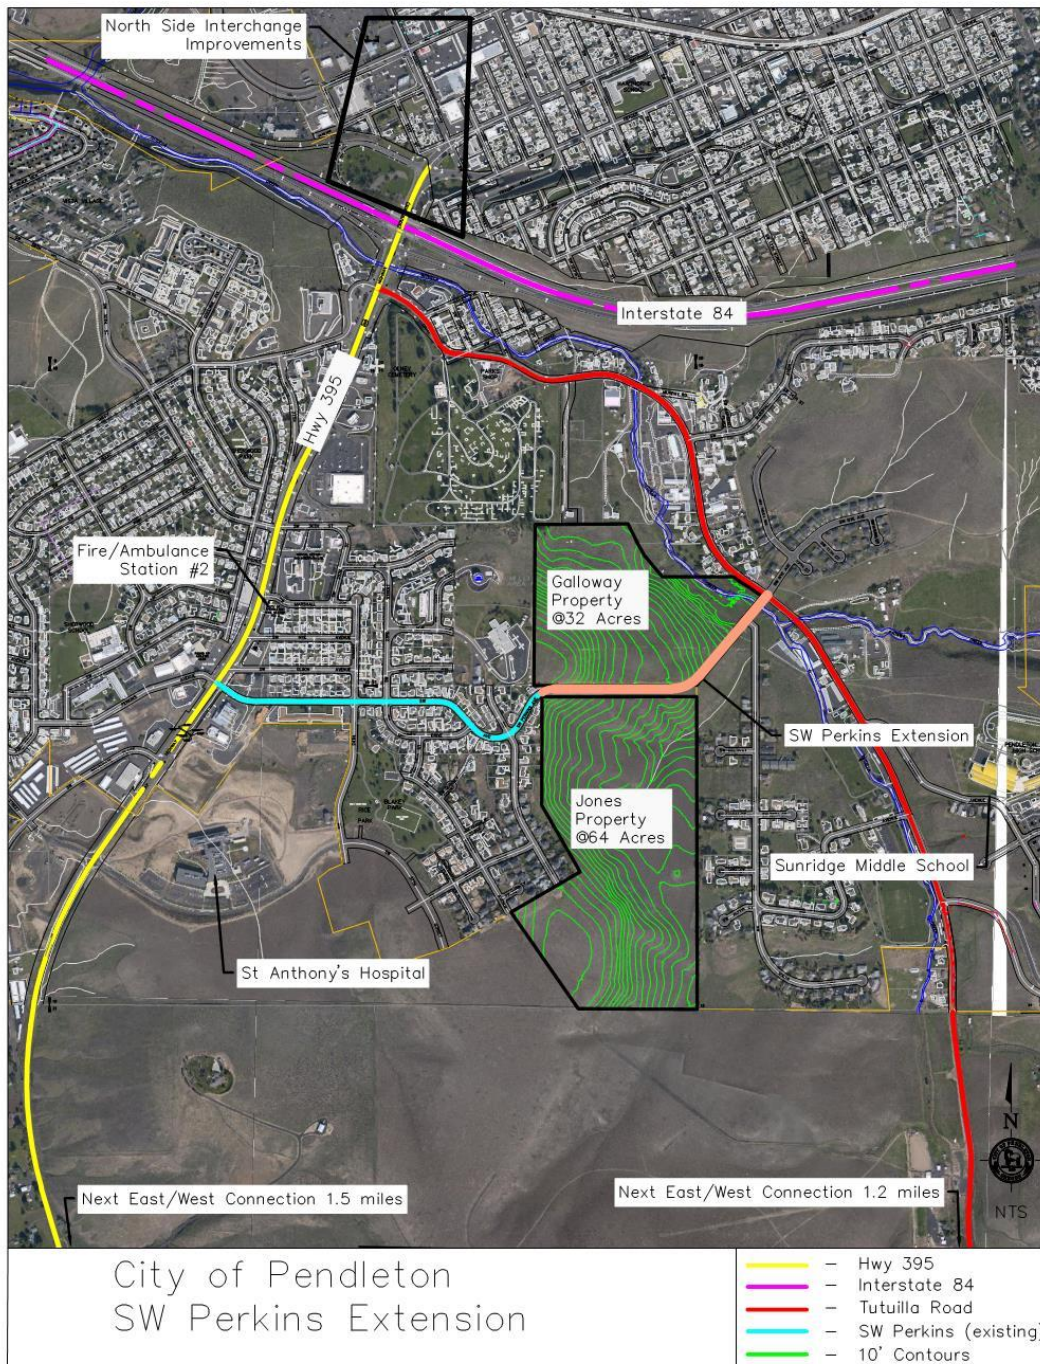 North Side Interchange
Improvements
Interstate 84
Hwy 395
Fire/Ambulance
Station #2
Galloway
Property
@32 Acres
SW Perkins Extension
Jones
Property
@64 Acres
Sunridge Middle School
St Anthony's Hospital
Next East/West Connection 1.5 miles
Next East/West Connection 1.2 miles
N
NTS
City of Pendleton
SW Perkins Extension
– Hwy 395
– Interstate 84
– Tutuilla Road
– SW Perkins (existing)
– 10' Contours